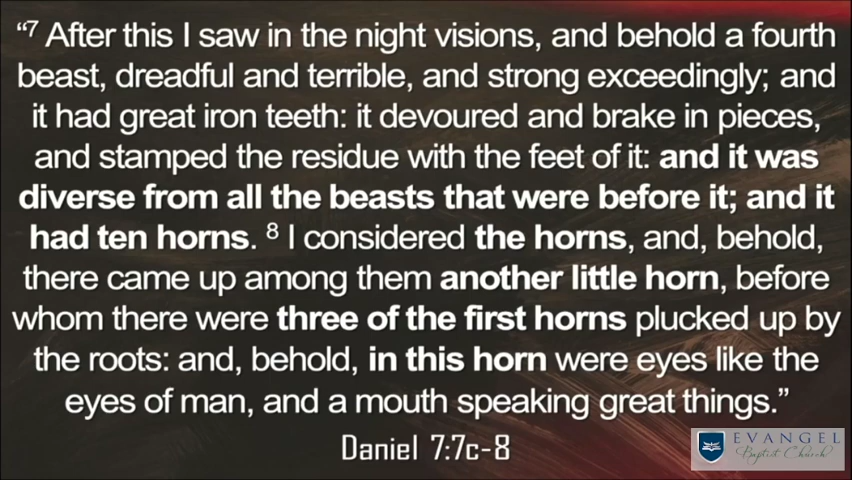 “7 After this I saw in the night visions, and behold a fourth
beast, dreadful and terrible, and strong exceedingly; and
it had great iron teeth: it devoured and brake in pieces,
and stamped the residue with the feet of it: and it was
diverse from all the beasts that were before it; and it
had ten horns. 8 I considered the horns, and, behold,
there came up among them another little horn, before
whom there were three of the first horns plucked up by
the roots: and, behold, in this horn were eyes like the
eyes of man, and a mouth speaking great things.”
Daniel 7:7c-8
EVANGEL
Baptist Church